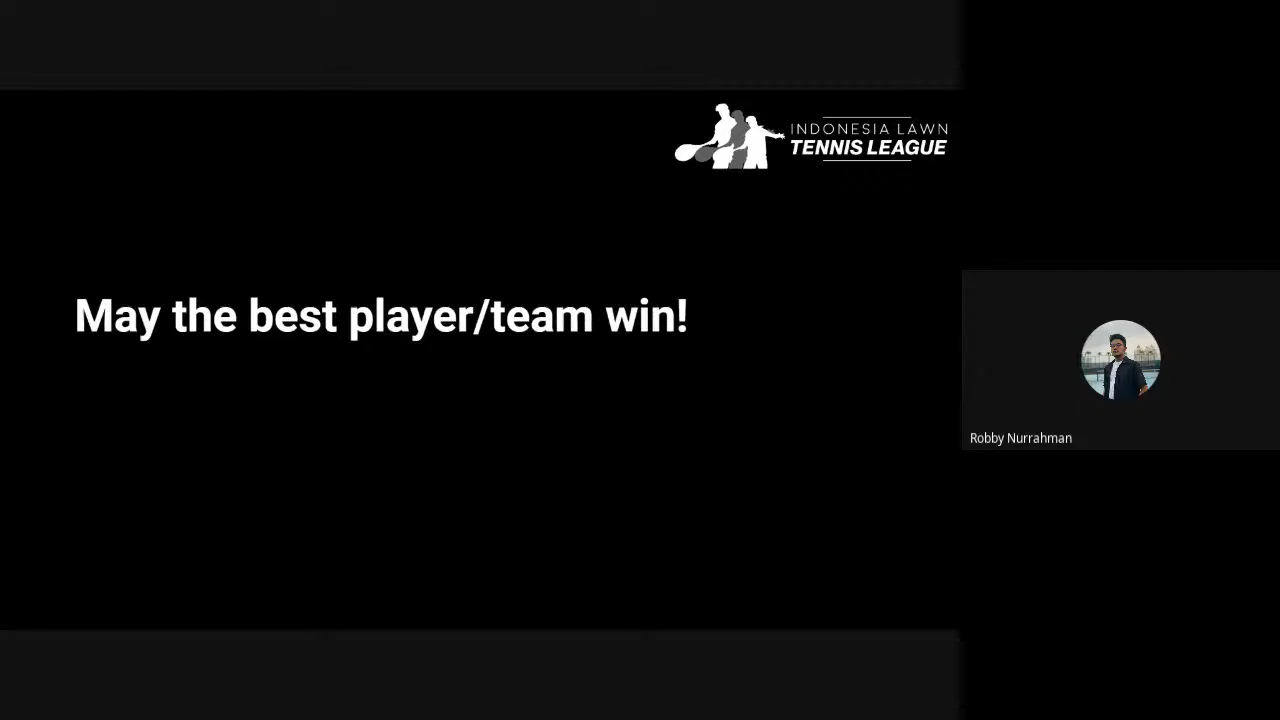 INDONESIA LAWN
TENNIS LEAGUE
May the best player/team win!
Robby Nurrahman